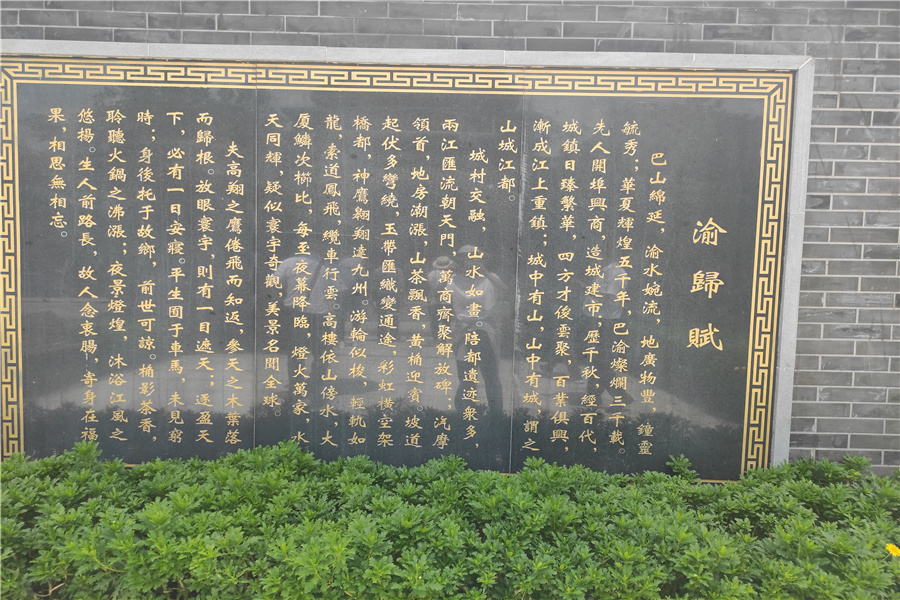 渝歸賦
巴山綿延，渝水婉流，地廣物豐，鐘靈
毓秀；華夏輝煌五千年，巴渝燦爛三千載。
先人開埠興商，造城建市；歷千秋，經百代，
城鎮日臻繁華，四方才俊雲聚，百業俱興，
漸成江上重鎮；城中有山，山中有城，謂之
山城江都。
城村交融，山水如畫。陪都遺迹衆多，
兩江匯流朝天門，萬商齊聚解放碑，汽摩
領首，地房潮漲，山茶飄香，黃桷迎賓，坡道
起伏多彎繞，玉帶匯織變通途，彩虹橫空架
橋都，神鷹翱翔達九州。游輪似梭，輕軌如
龍，索道鳳飛，纜車行雲。高樓依山傍水，大
厦鱗次櫛比，每至夜幕降臨，燈火萬家，水
天同輝，疑似寰宇奇觀，美景名聞全球。
夫高翔之鷹倦飛而知返，參天之木葉落
而歸根。故眼寰宇，則有一目遮天；逐盈天
下，必有一日安寢。平生囿于車馬，未見窮
時；身後托于故鄉，前世可諒。桷影茶香，
聆聽火鍋之沸漲；夜景燈煌，沐浴江風之
悠揚。生人前路長，故人念衷腸，奇身在福
果，相思無相忘。